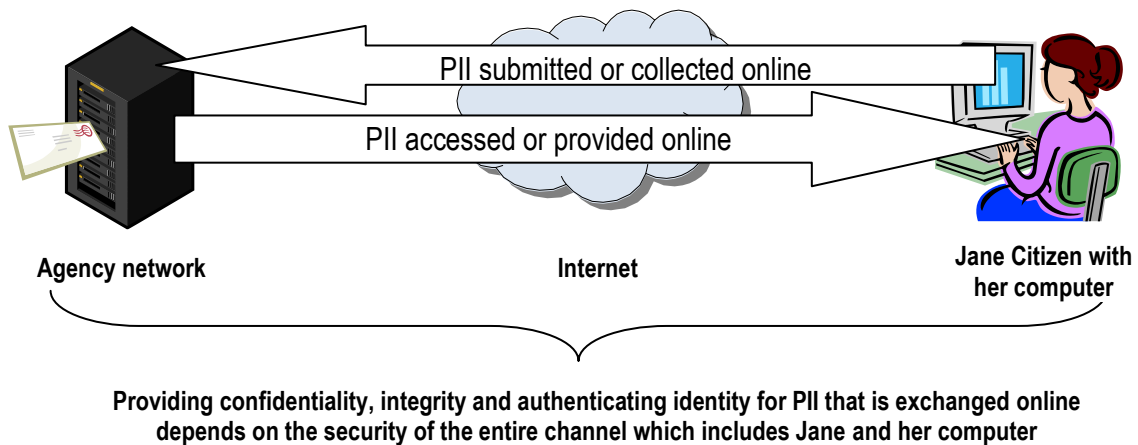 PII submitted or collected online
PII accessed or provided online
Agency network
Internet
Jane Citizen with
her computer
Providing confidentiality, integrity and authenticating identity for PII that is exchanged online
depends on the security of the entire channel which includes Jane and her computer